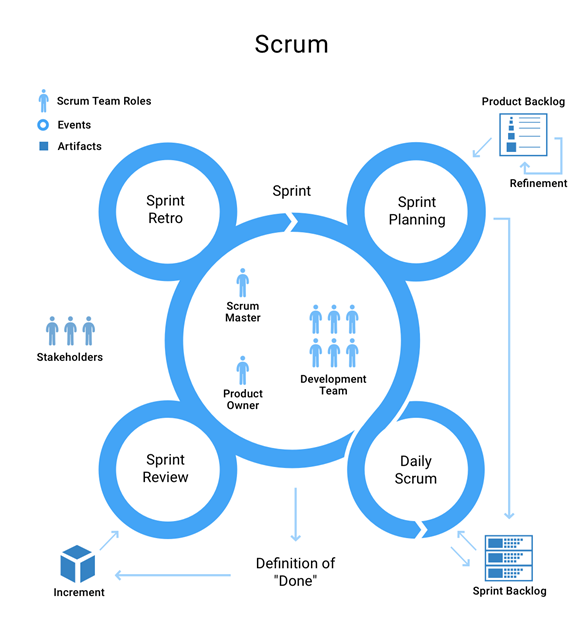 Scrum
Scrum Team Roles
Events
Artifacts
Product Backlog
Refinement
Sprint
Sprint
Retro
Sprint
Planning
Scrum
Master
Product
Owner
Development
Team
Stakeholders
Sprint
Review
Daily
Scrum
Definition of
"Done"
Increment
Sprint Backlog